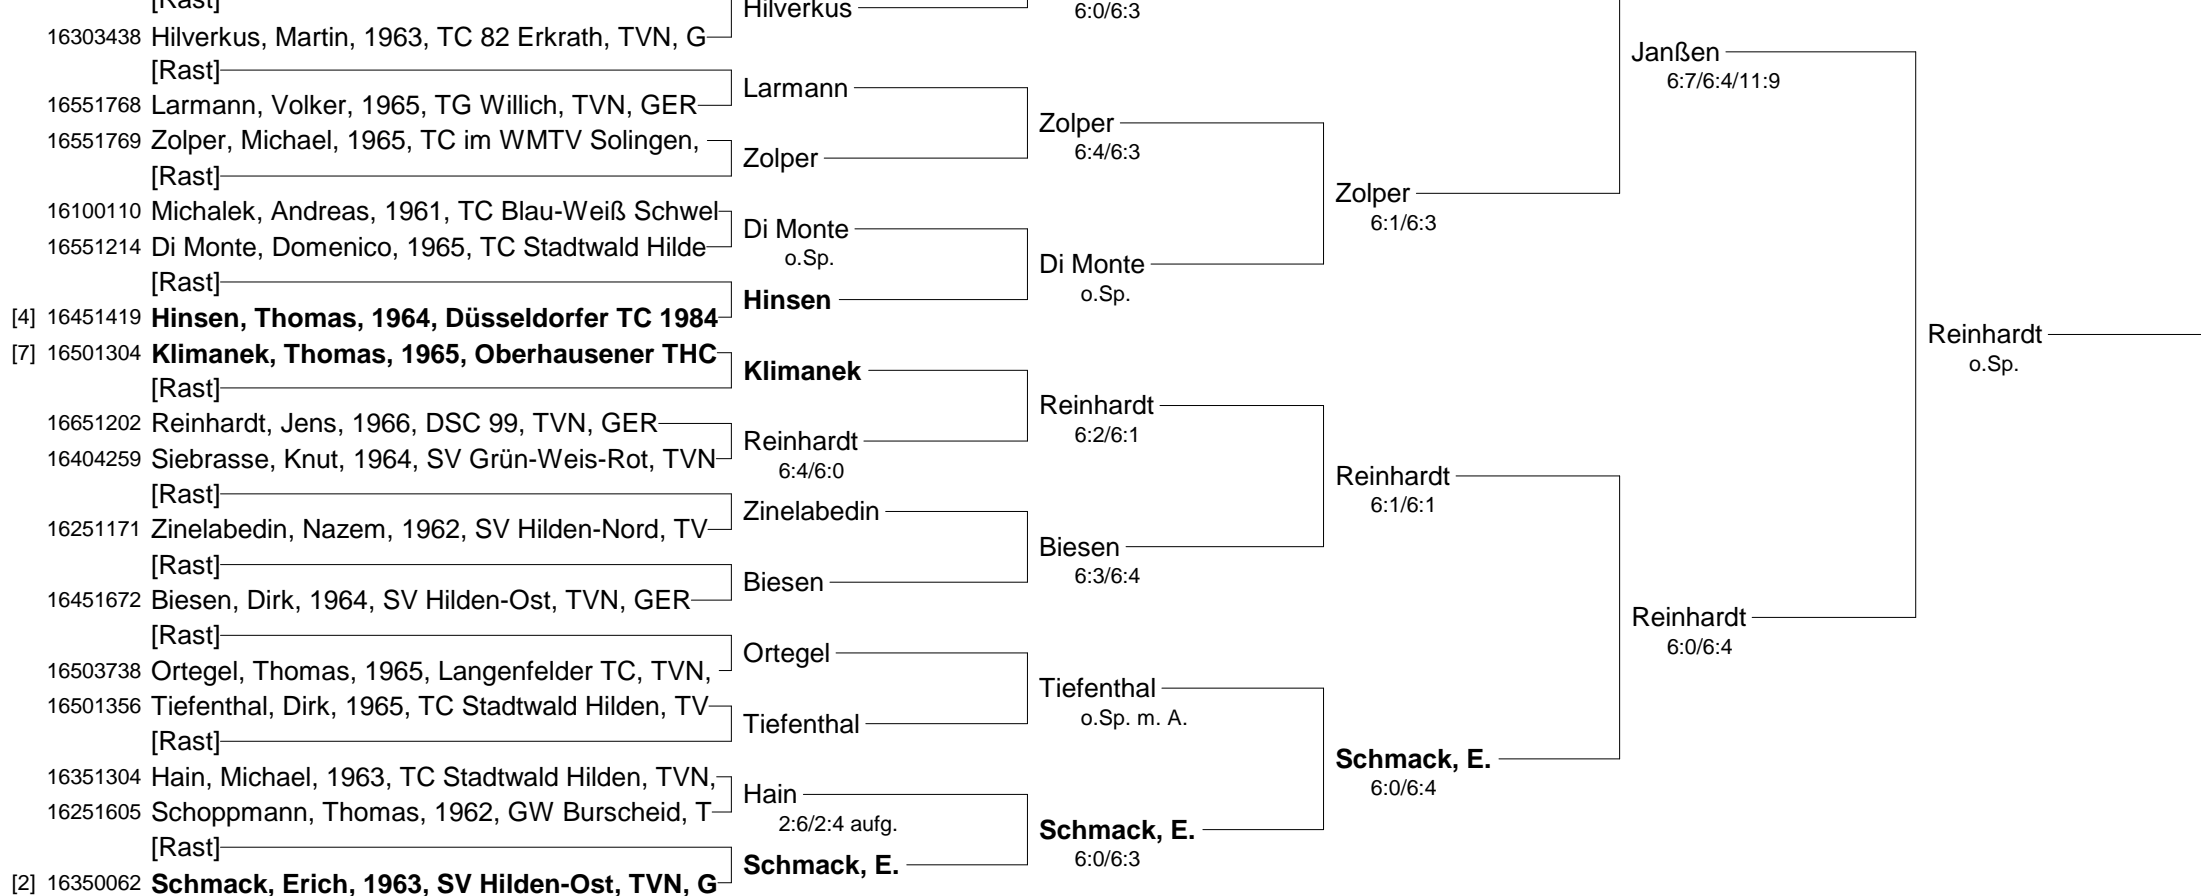 [Rast]
16303438 Hilverkus, Martin, 1963, TC 82 Erkrath, TVN, G
[Rast]
16551768 Larmann, Volker, 1965, TG Willich, TVN, GER
16551769 Zolper, Michael, 1965, TC im WMTV Solingen,
[Rast]
16100110 Michalek, Andreas, 1961, TC Blau-Weiß Schwel
16551214 Di Monte, Domenico, 1965, TC Stadtwald Hilde
[Rast]
[4] 16451419 Hinsen, Thomas, 1964, Düsseldorfer TC 1984
[7] 16501304 Klimanek, Thomas, 1965, Oberhausener THC
[Rast]
16651202 Reinhardt, Jens, 1966, DSC 99, TVN, GER
16404259 Siebrasse, Knut, 1964, SV Grün-Weis-Rot, TVN
[Rast]
16251171 Zinelabedin, Nazem, 1962, SV Hilden-Nord, TV
[Rast]
16451672 Biesen, Dirk, 1964, SV Hilden-Ost, TVN, GER
[Rast]
16503738 Ortegel, Thomas, 1965, Langenfelder TC, TVN,
16501356 Tiefenthal, Dirk, 1965, TC Stadtwald Hilden, TV
[Rast]
16351304 Hain, Michael, 1963, TC Stadtwald Hilden, TVN,
16251605 Schoppmann, Thomas, 1962, GW Burscheid, T
[Rast]
[2] 16350062 Schmack, Erich, 1963, SV Hilden-Ost, TVN, G
Hilverkus
Larmann
Zolper
Di Monte
o.Sp.
Hinsen
Klimanek
Reinhardt
6:4/6:0
Zinelabedin
Biesen
Ortegel
Tiefenthal
Hain
2:6/2:4 aufg.
Schmack, E.
6:0/6:3
Zolper
6:4/6:3
Di Monte
o.Sp.
Reinhardt
6:2/6:1
Biesen
6:3/6:4
Tiefenthal
o.Sp. m. A.
Schmack, E.
6:0/6:3
Zolper
6:1/6:3
Reinhardt
6:1/6:1
Schmack, E.
6:0/6:4
Janßen
6:7/6:4/11:9
Reinhardt
6:0/6:4
Reinhardt
o.Sp.